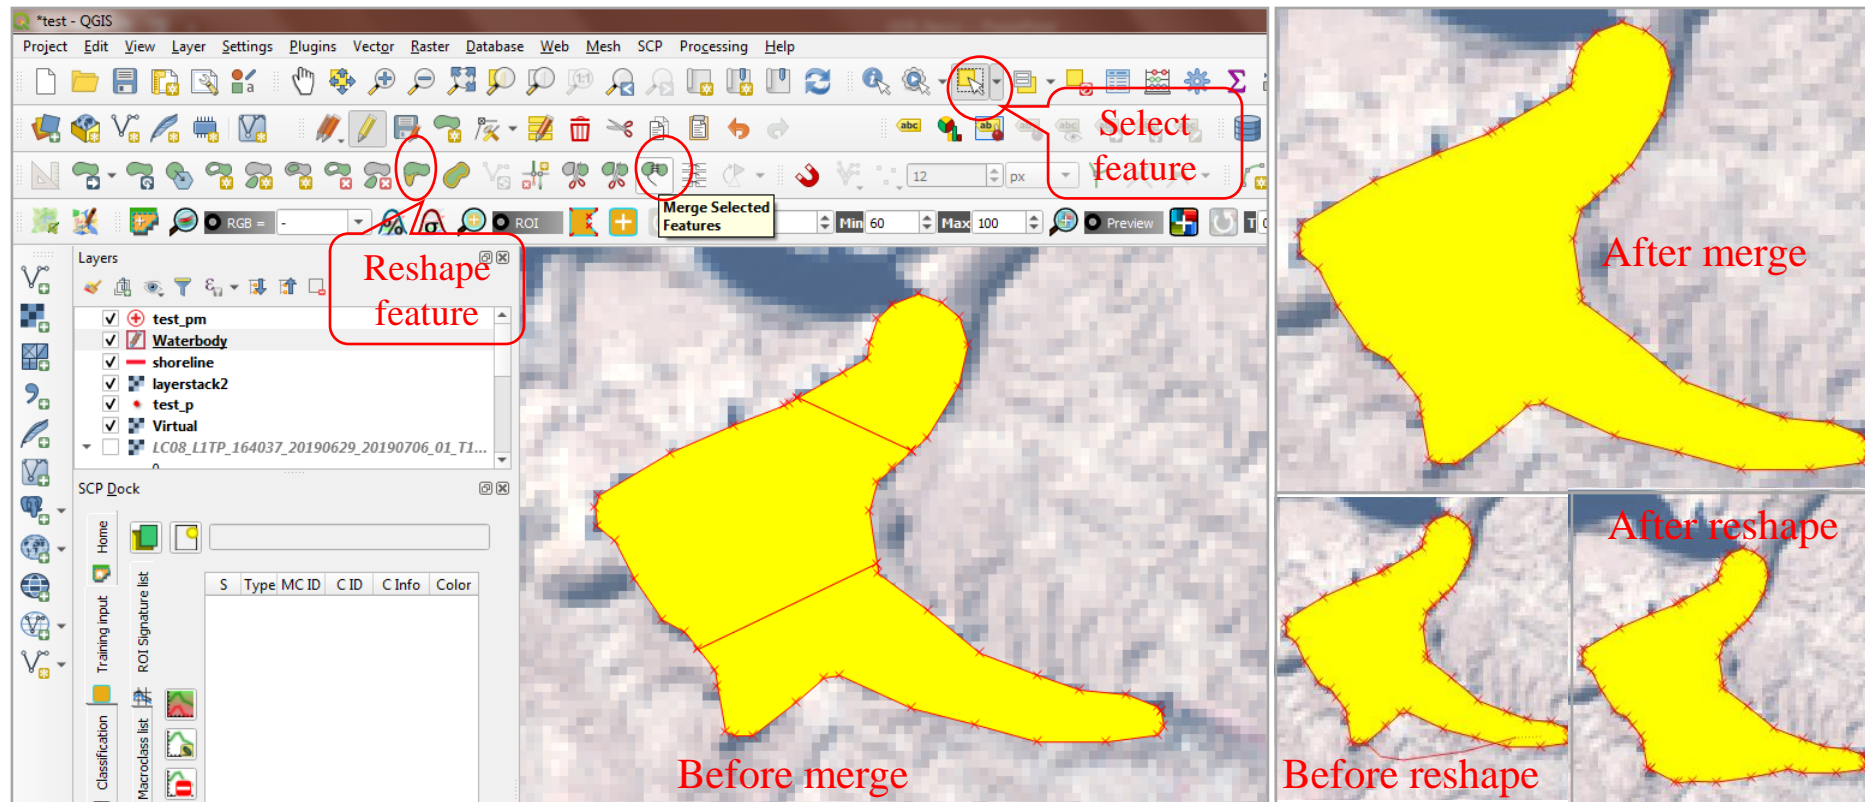 *test - QGIS
Project Edit View Layer Settings Plugins Vector Raster Database Web Mesh SCP Processing Help
Select
feature
12 px
Merge Selected
Features
RGB = - ROI Min 60 Max 100 Preview T
Layers
Reshape
feature
test_pm
Waterbody
shoreline
layerstack2
test_p
Virtual
LC08_L1TP_164037_20190629_20190706_01_T1...
SCP Dock
Home
Training input
Classification
ROI Signature list
Macroclass list
S Type MC ID C ID C Info Color
Before merge
After merge
Before reshape
After reshape